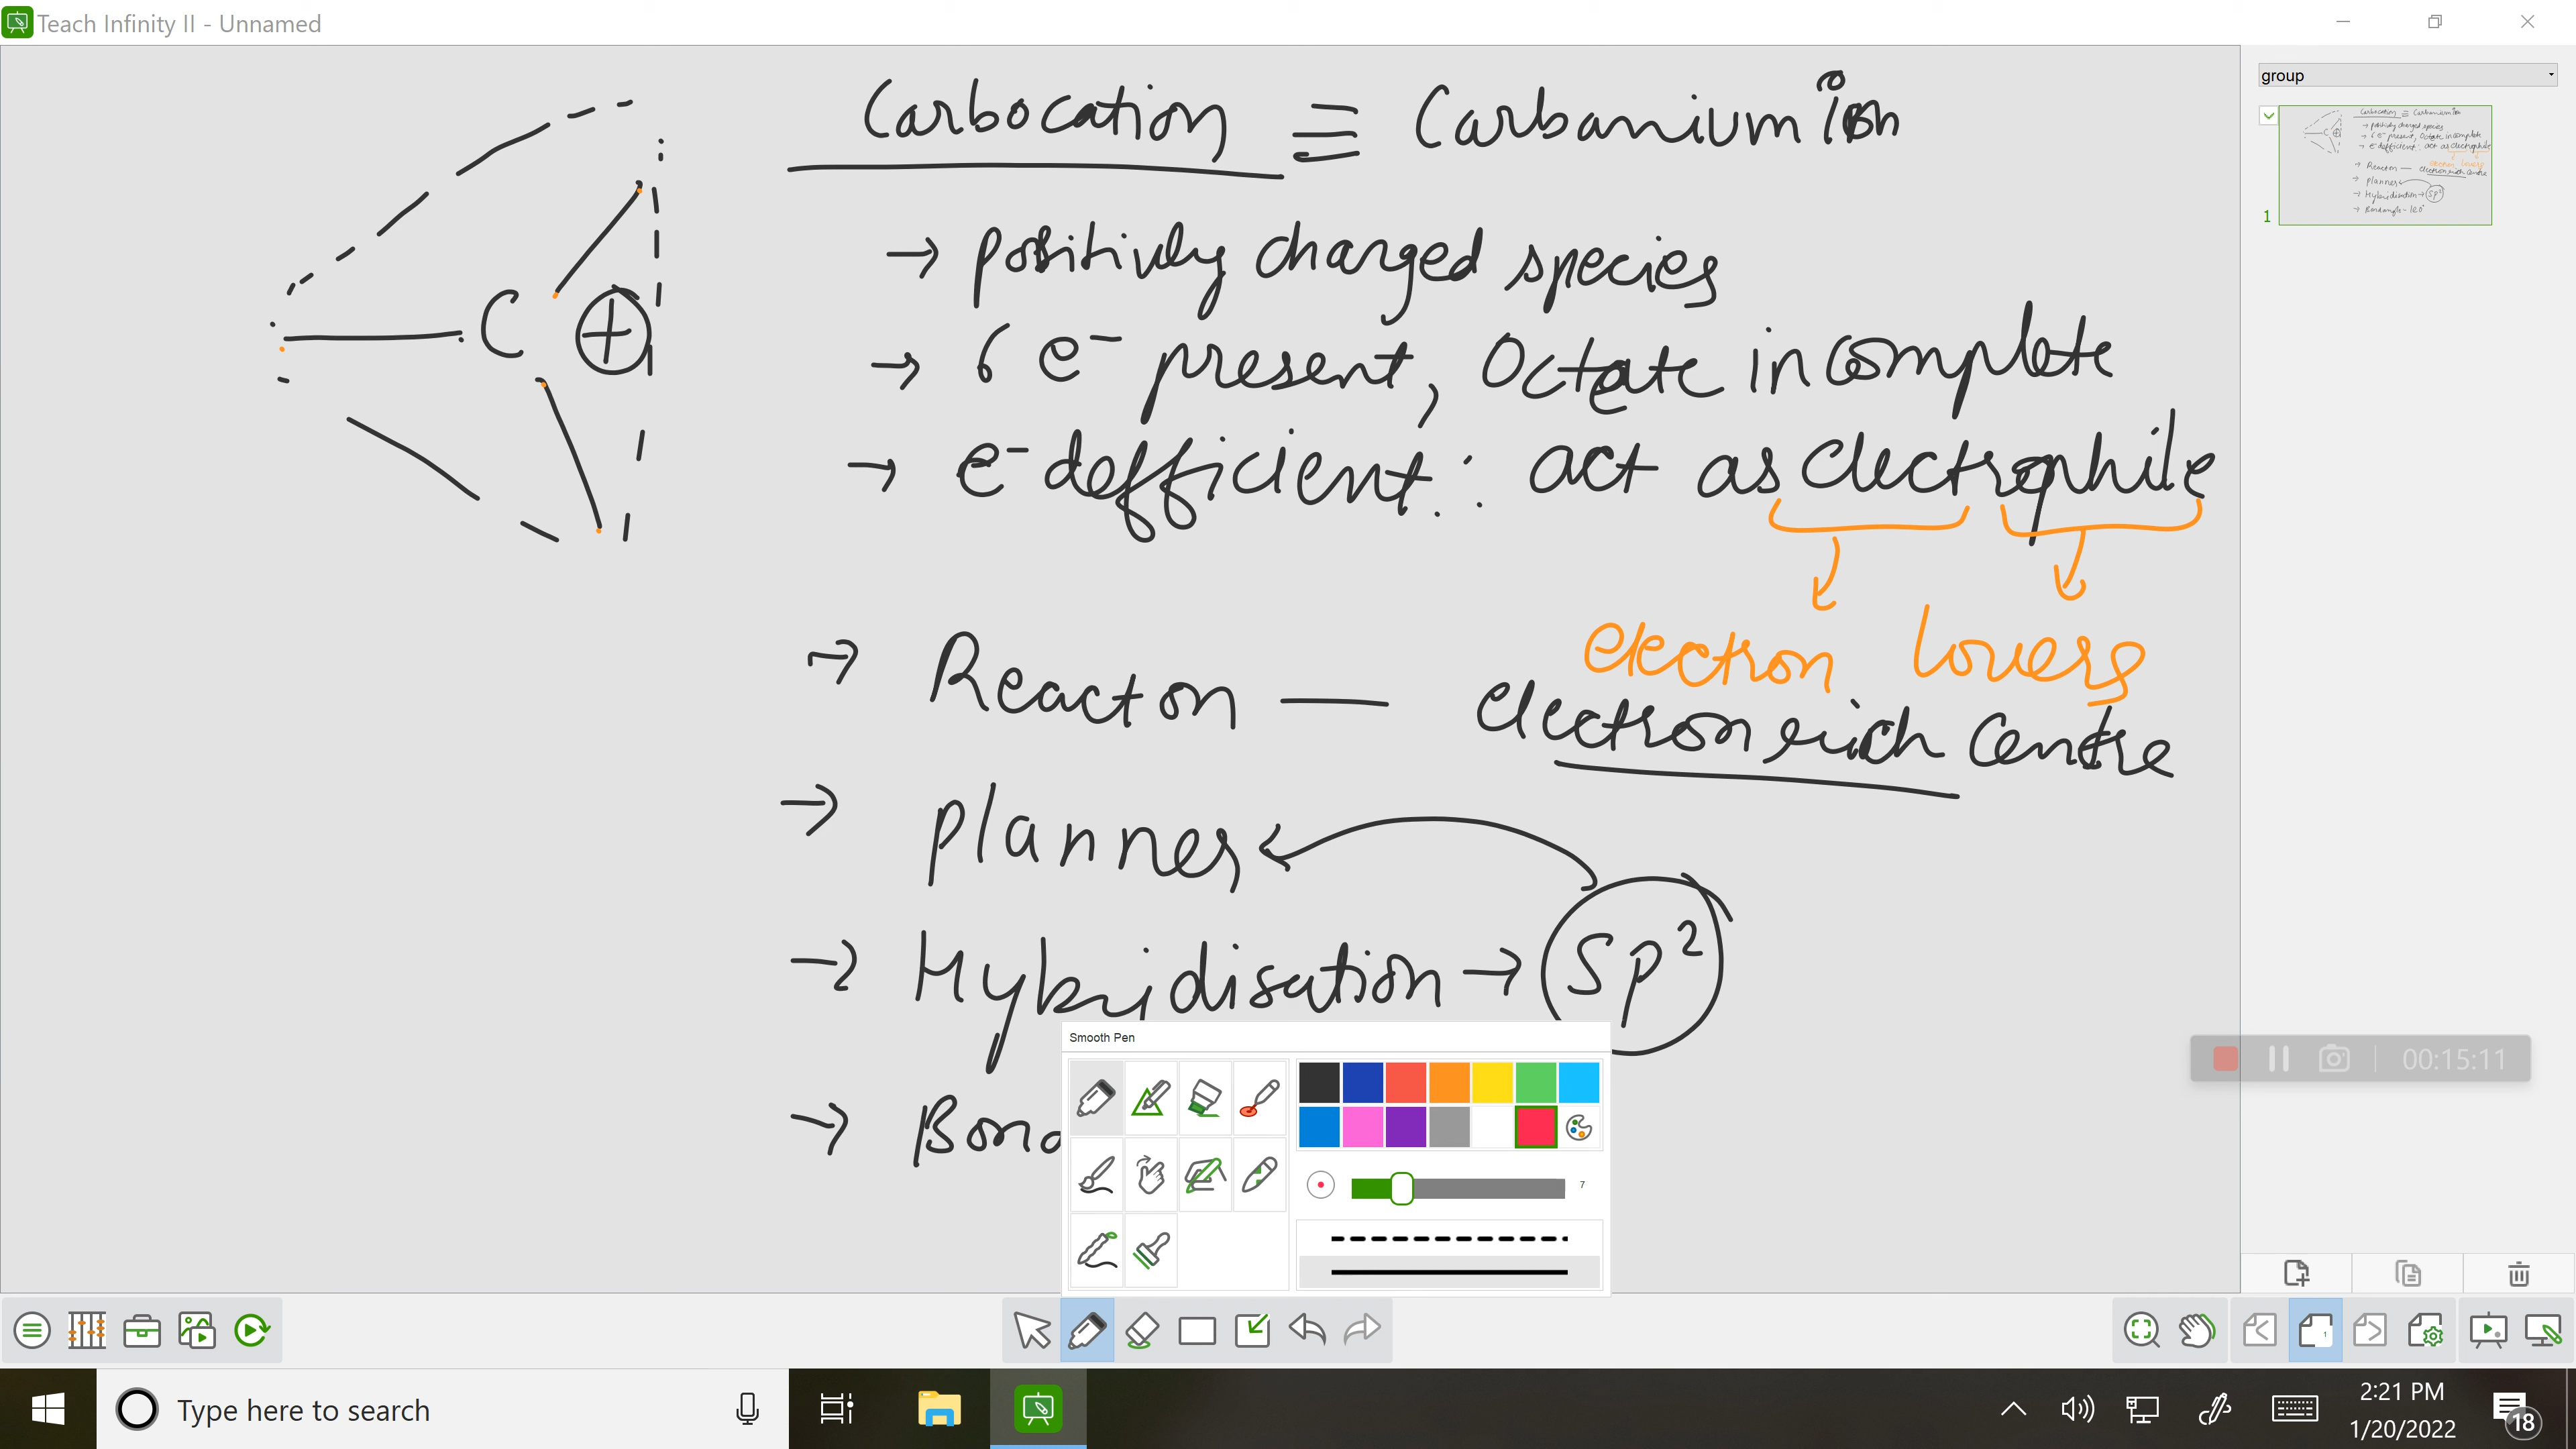 Teach Infinity II - Unnamed
group
Carbocation ≡ Carbanium ion
→ positively charged species
→ 6 e⁻ present, Octate incomplete
→ e⁻ defficient ∴ act as electrophile
electron lovers
→ Reacton — electron rich centre
→ planner
→ Hybridisation → SP²
→ Bond
1
Smooth Pen
7
00:15:11
1
Type here to search
2:21 PM
1/20/2022
18